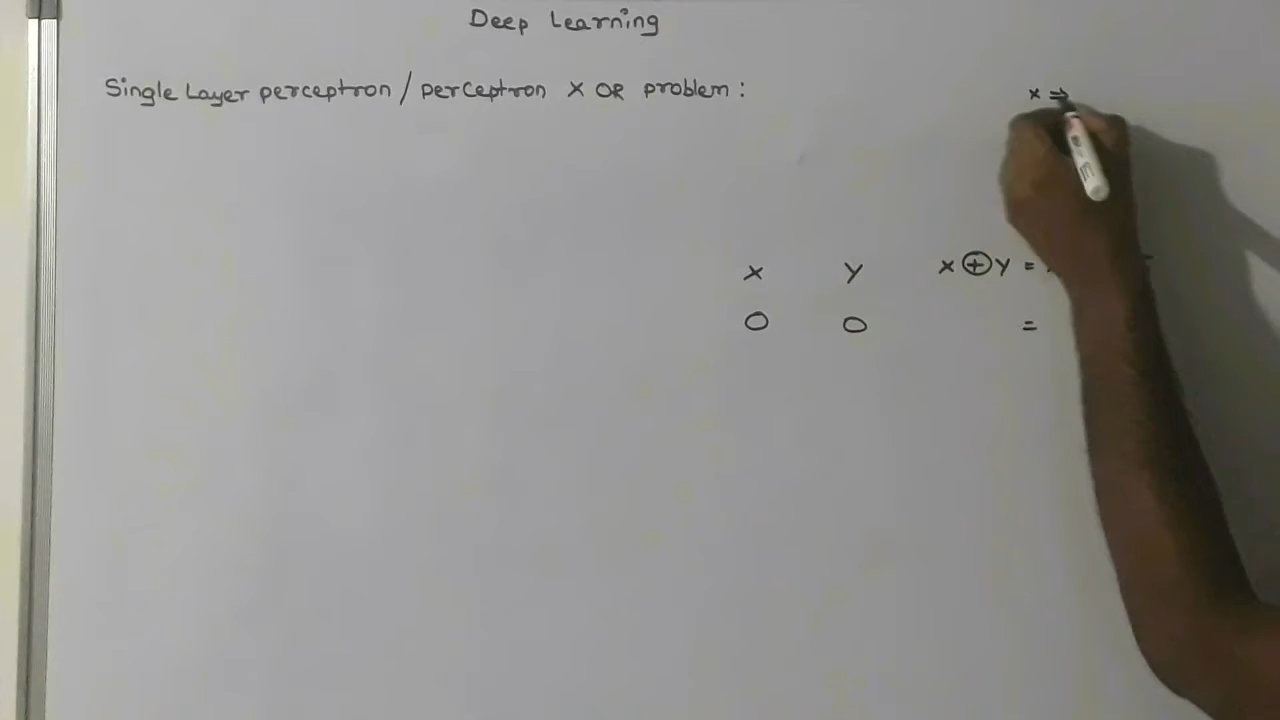 Deep Learning
Single Layer perceptron / perceptron X OR problem :
x ⇒
X Y x ⊕ y =
0 0 =